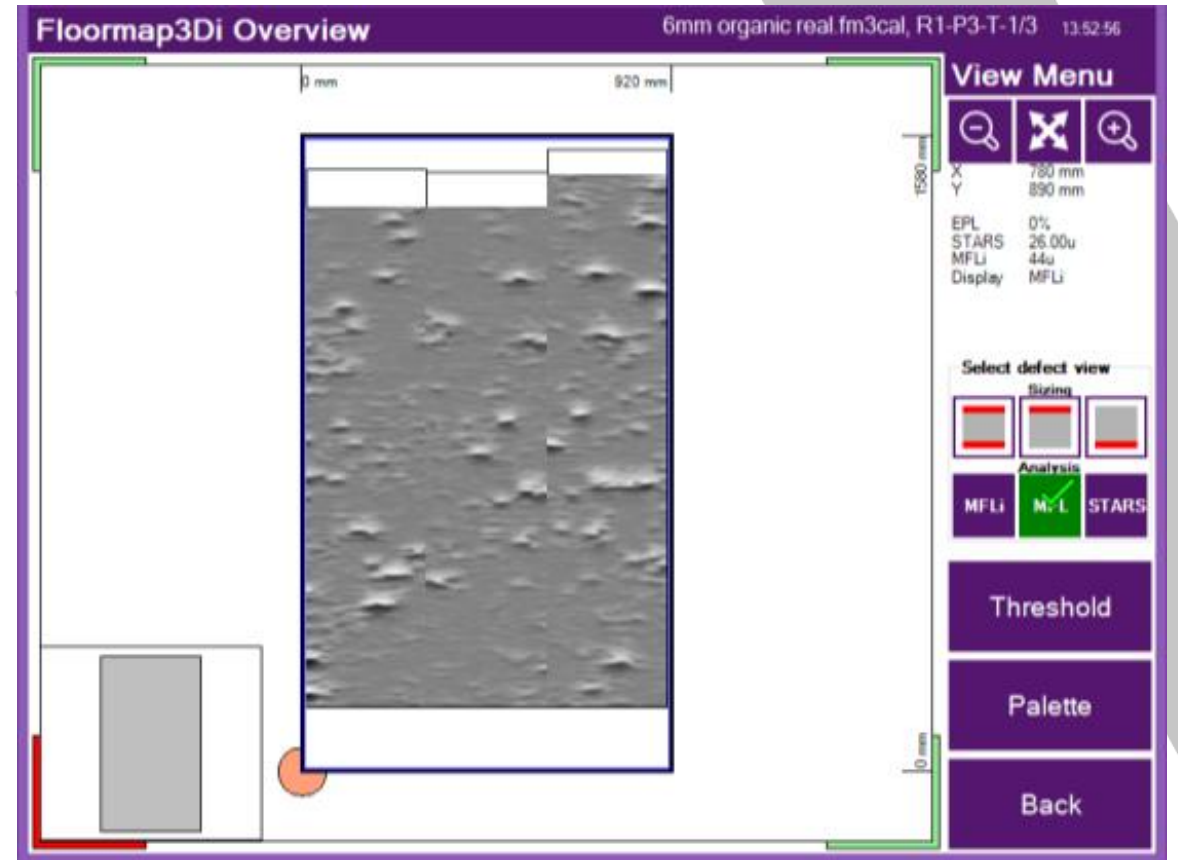 Floormap3Di Overview
6mm organic real.fm3cal, R1-P3-T-1/3 13:52:56
0 mm
920 mm
1580 mm
0 mm
View Menu
X 780 mm
Y 890 mm
EPL 0%
STARS 26.00u
MFLi 44u
Display MFLi
Select defect view
Sizing
Analysis
MFLi MFL STARS
Threshold
Palette
Back